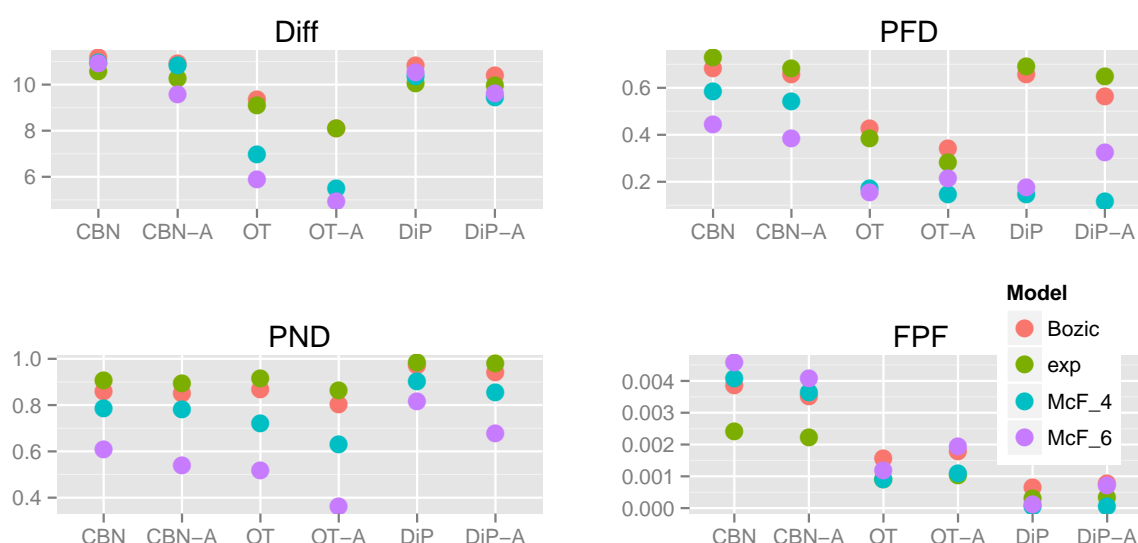 Diff
10
8
6
CBN CBN−A OT OT−A DiP DiP−A
PFD
0.6
0.4
0.2
CBN CBN−A OT OT−A DiP DiP−A
PND
1.0
0.8
0.6
0.4
CBN CBN−A OT OT−A DiP DiP−A
FPF
0.004
0.003
0.002
0.001
0.000
CBN CBN−A OT OT−A DiP DiP−A
Model
Bozic
exp
McF_4
McF_6